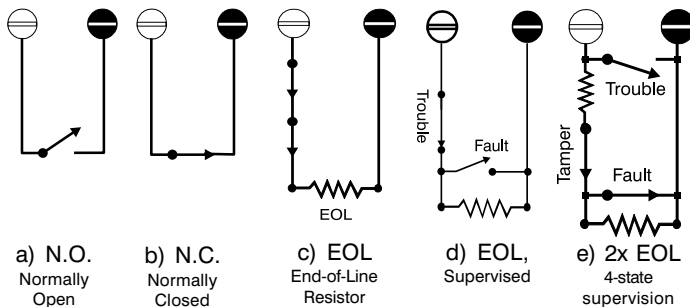 Trouble
Fault
EOL
Trouble
Tamper
Fault
a) N.O.
Normally
Open
b) N.C.
Normally
Closed
c) EOL
End-of-Line
Resistor
d) EOL,
Supervised
e) 2x EOL
4-state
supervision